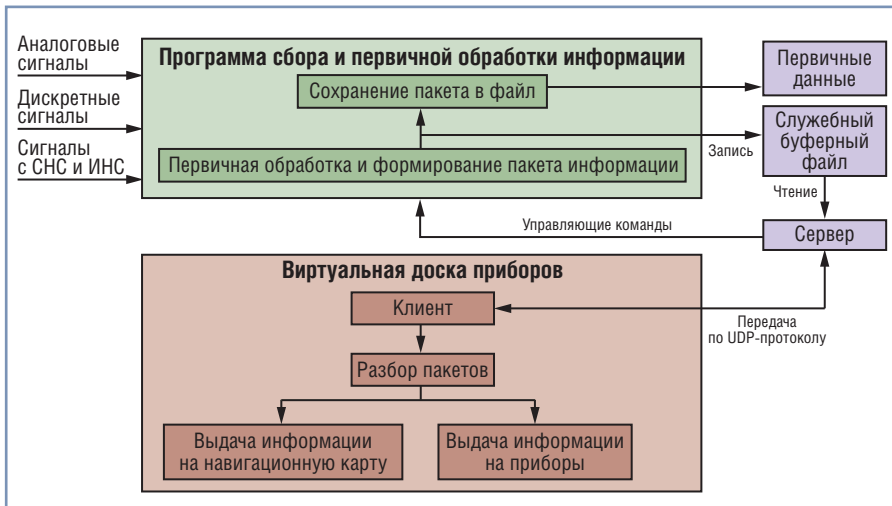 Аналоговые
сигналы
Дискретные
сигналы
Сигналы
с СНС и ИНС
Программа сбора и первичной обработки информации
Сохранение пакета в файл
Первичная обработка и формирование пакета информации
Первичные
данные
Запись
Служебный
буферный
файл
Чтение
Управляющие команды
Сервер
Виртуальная доска приборов
Клиент
Передача
по UDP-протоколу
Разбор пакетов
Выдача информации
на навигационную карту
Выдача информации
на приборы